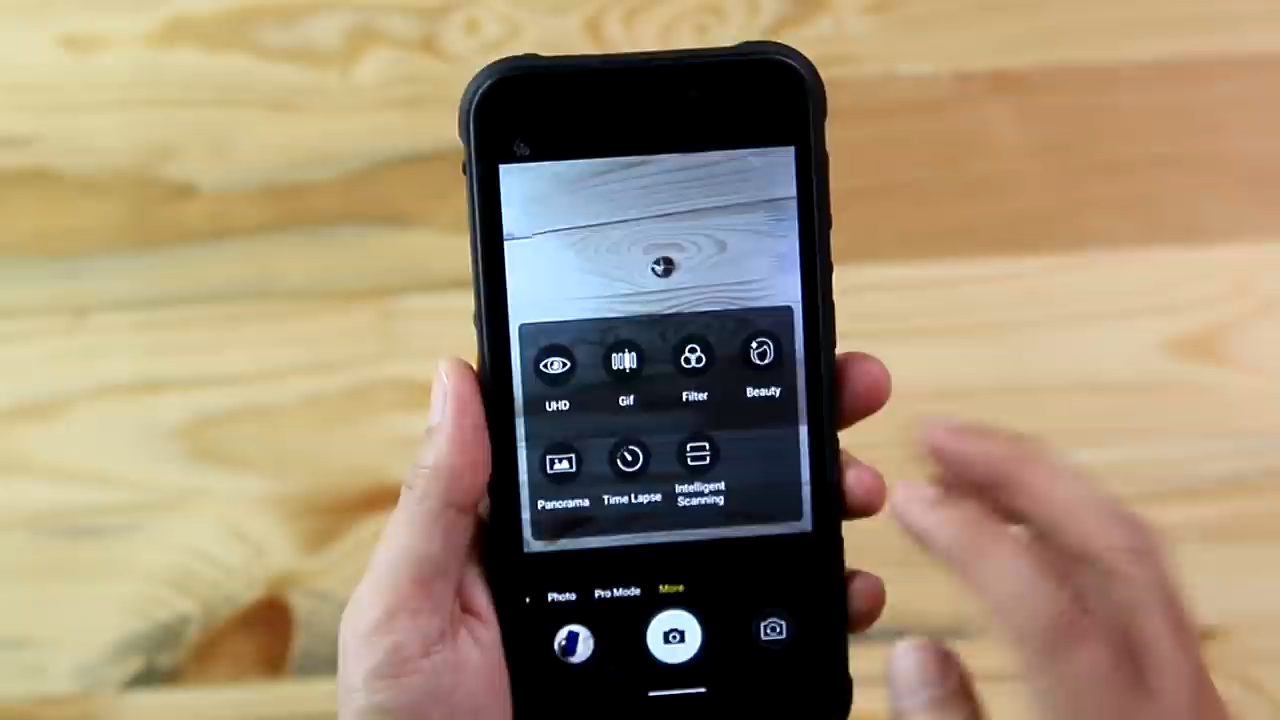 UHD
Gif
Filter
Beauty
Panorama
Time Lapse
Intelligent
Scanning
Photo
Pro Mode
More